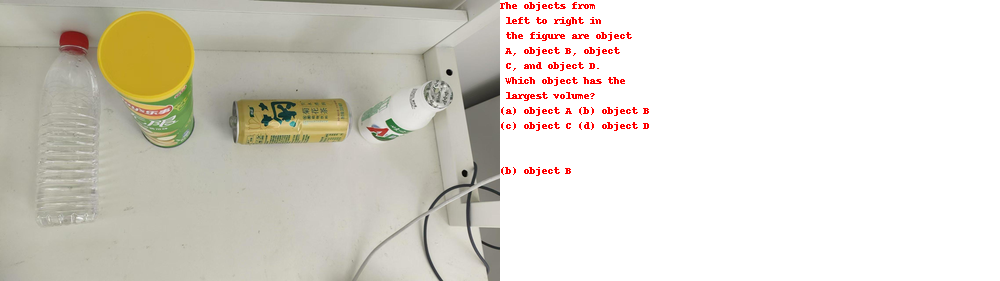 The objects from
left to right in
the figure are object
A, object B, object
C, and object D.
Which object has the
largest volume?
(a) object A (b) object B
(c) object C (d) object D
(b) object B